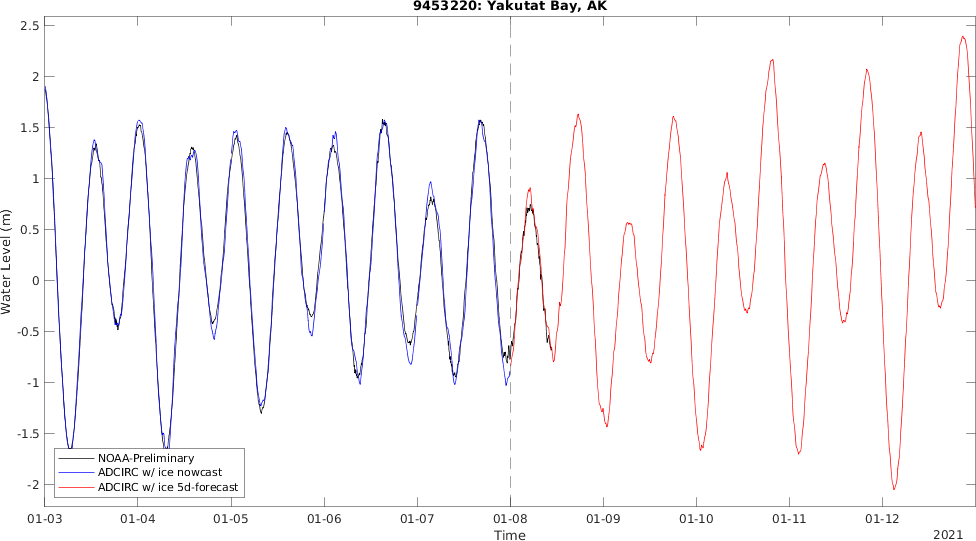 9453220: Yakutat Bay, AK
Water Level (m)
2.5
2
1.5
1
0.5
0
-0.5
-1
-1.5
-2
NOAA-Preliminary
ADCIRC w/ ice nowcast
ADCIRC w/ ice 5d-forecast
01-03 01-04 01-05 01-06 01-07 01-08 01-09 01-10 01-11 01-12
Time
2021